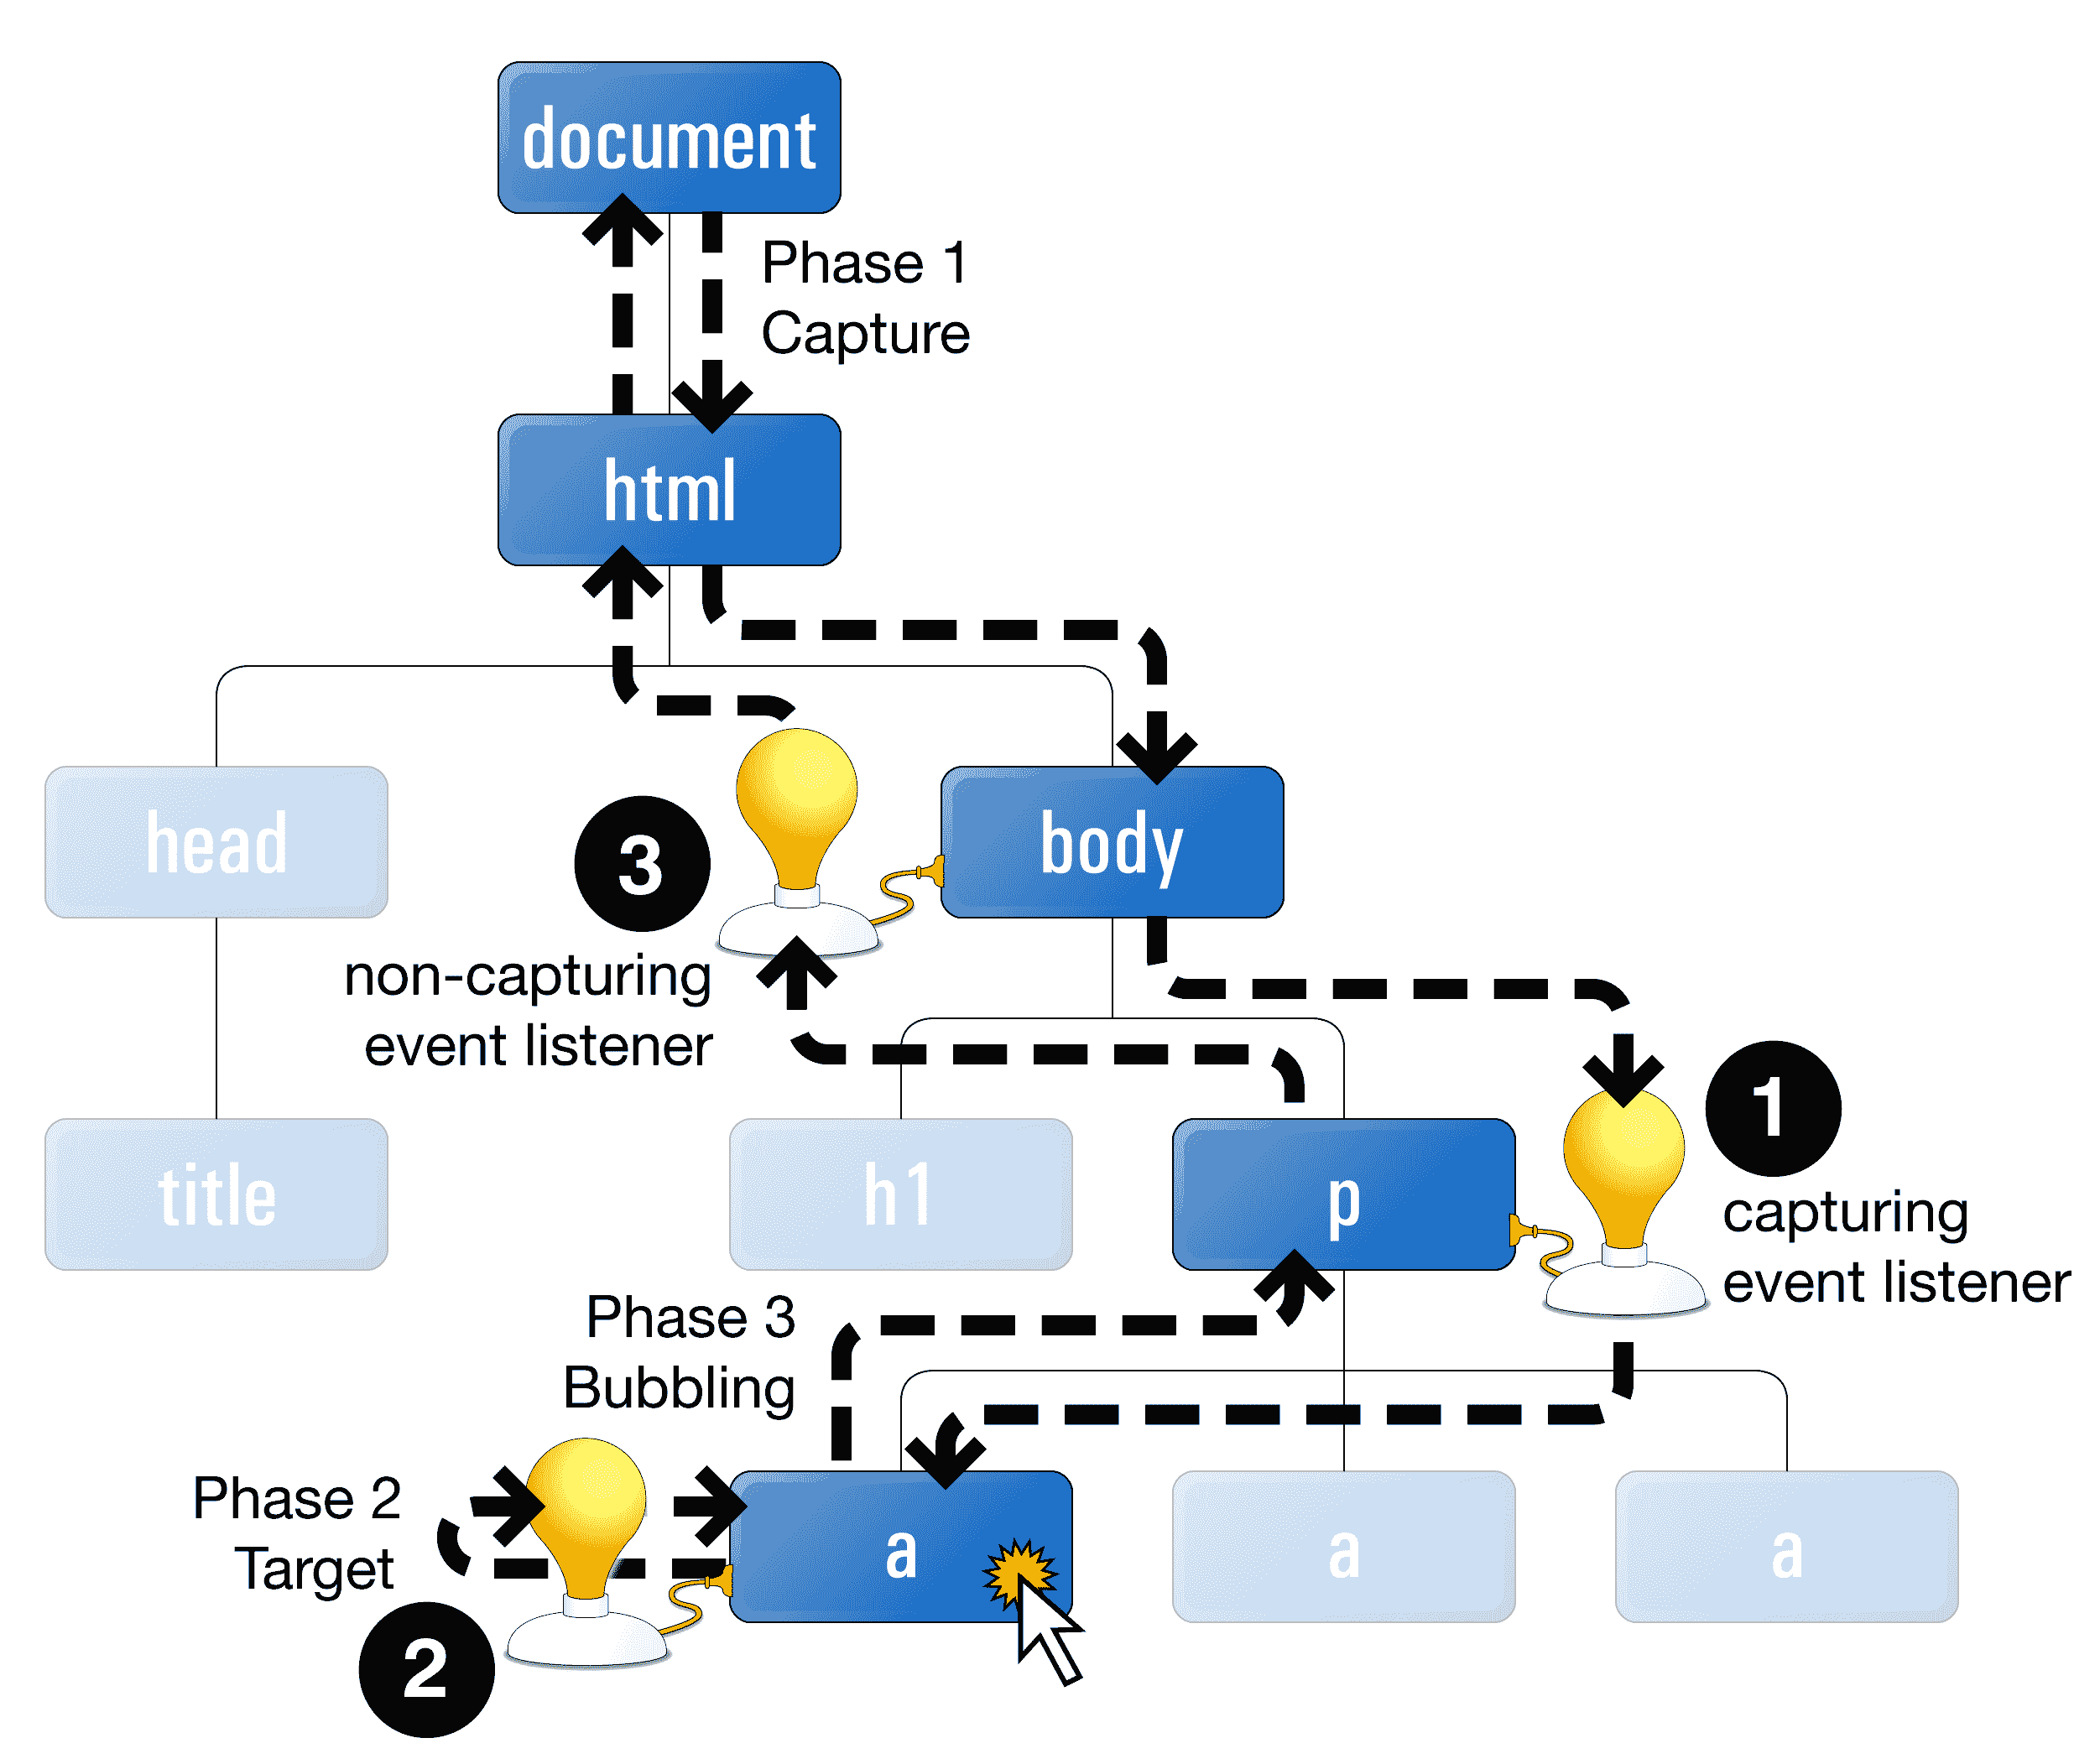 document
Phase 1
Capture
html
head
3
body
non-capturing
event listener
1
title
h1
p
capturing
event listener
Phase 3
Bubbling
Phase 2
Target
a
a
a
2